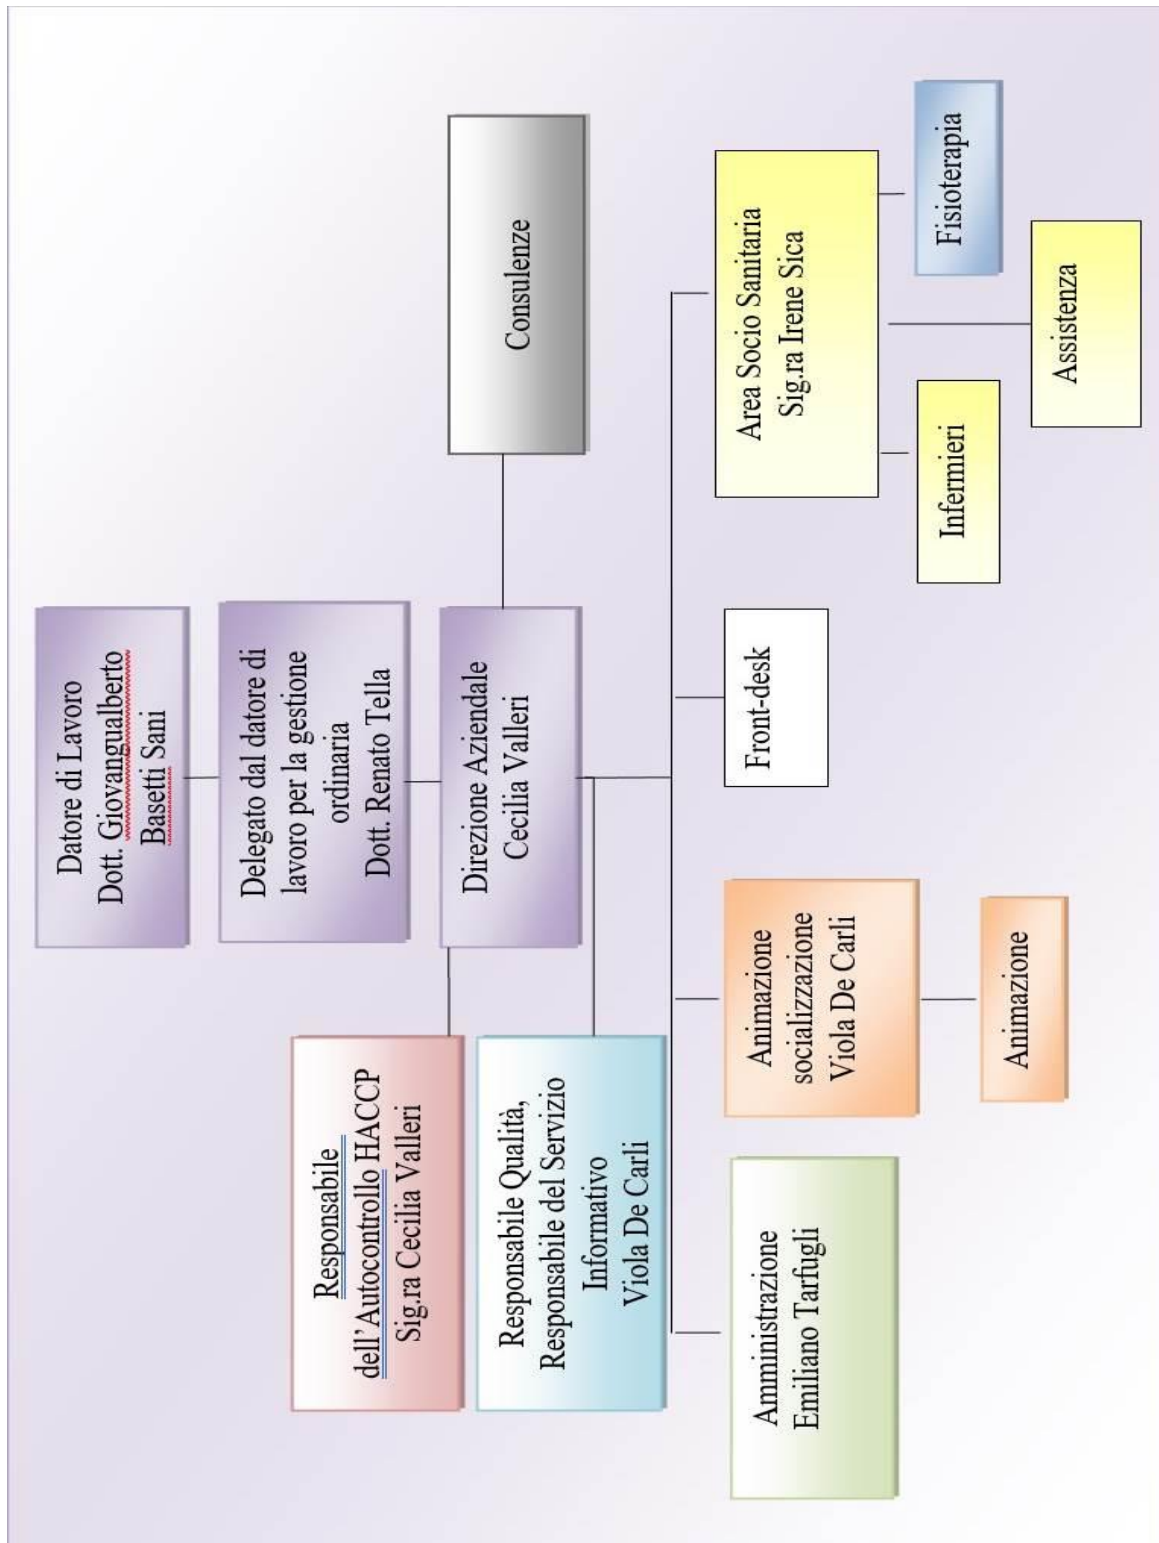 Datore di Lavoro
Dott. Giovangualberto
Basetti Sani
Delegato dal datore di
lavoro per la gestione
ordinaria
Dott. Renato Tella
Responsabile
dell'Autocontrollo HACCP
Sig.ra Cecilia Valleri
Direzione Aziendale
Cecilia Valleri
Consulenze
Responsabile Qualità,
Responsabile del Servizio
Informativo
Viola De Carli
Amministrazione
Emiliano Tarfugli
Animazione
socializzazione
Viola De Carli
Front-desk
Area Socio Sanitaria
Sig.ra Irene Sica
Animazione
Infermieri
Fisioterapia
Assistenza